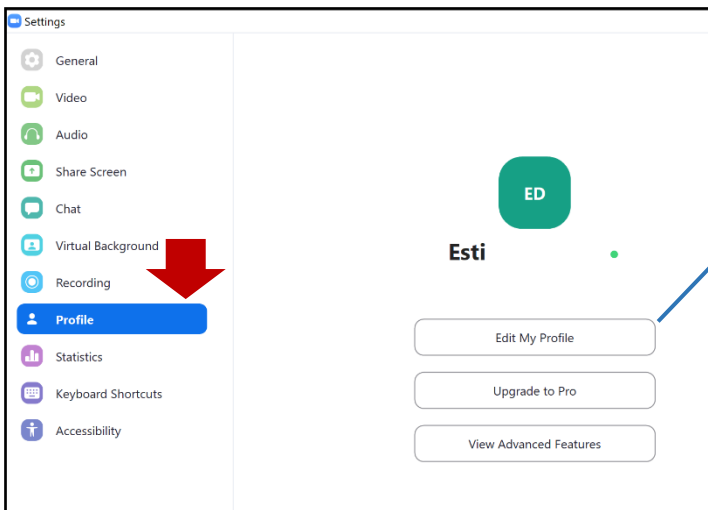 Settings
General
Video
Audio
Share Screen
Chat
Virtual Background
Recording
Profile
Statistics
Keyboard Shortcuts
Accessibility
ED
Esti
Edit My Profile
Upgrade to Pro
View Advanced Features